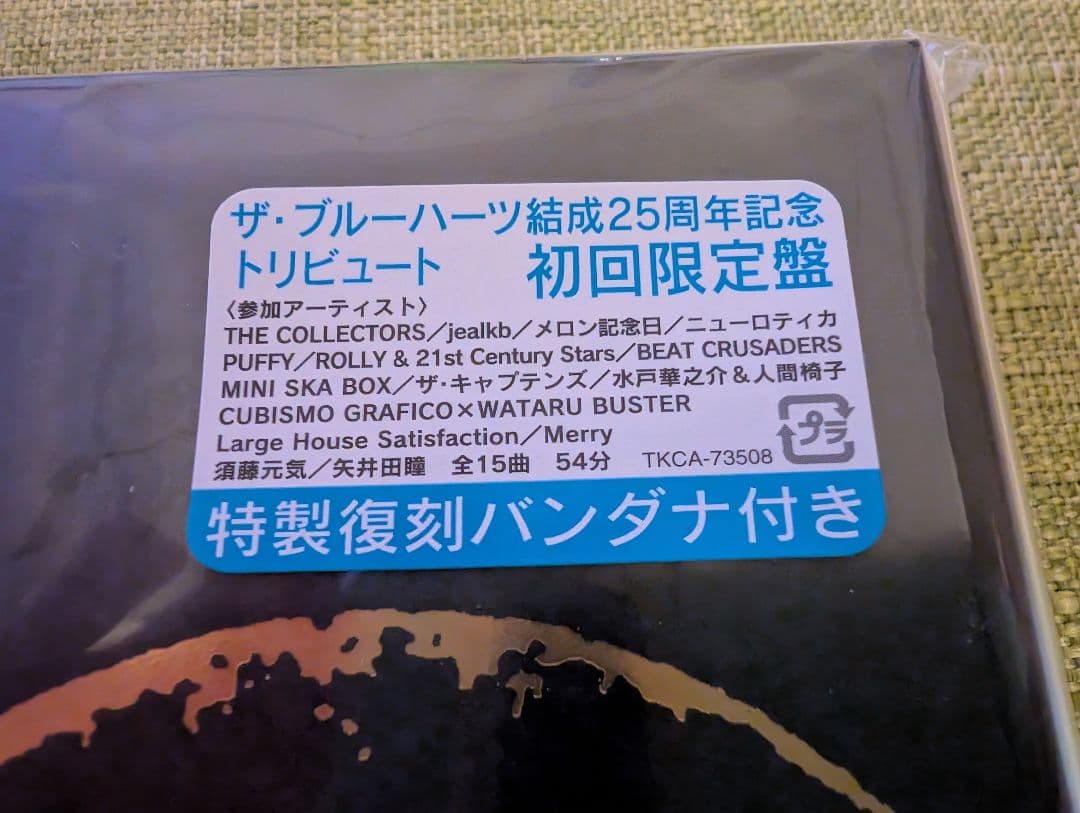 ザ・ブルーハーツ結成25周年記念
トリビュート 初回限定盤
〈参加アーティスト〉
THE COLLECTORS／jealkb／メロン記念日／ニューロティカ
PUFFY／ROLLY & 21st Century Stars／BEAT CRUSADERS
MINI SKA BOX／ザ・キャプテンズ／水戸華之介＆人間椅子
CUBISMO GRAFICO×WATARU BUSTER
Large House Satisfaction／Merry
須藤元気／矢井田瞳 全15曲 54分 TKCA-73508
プラ
特製復刻バンダナ付き